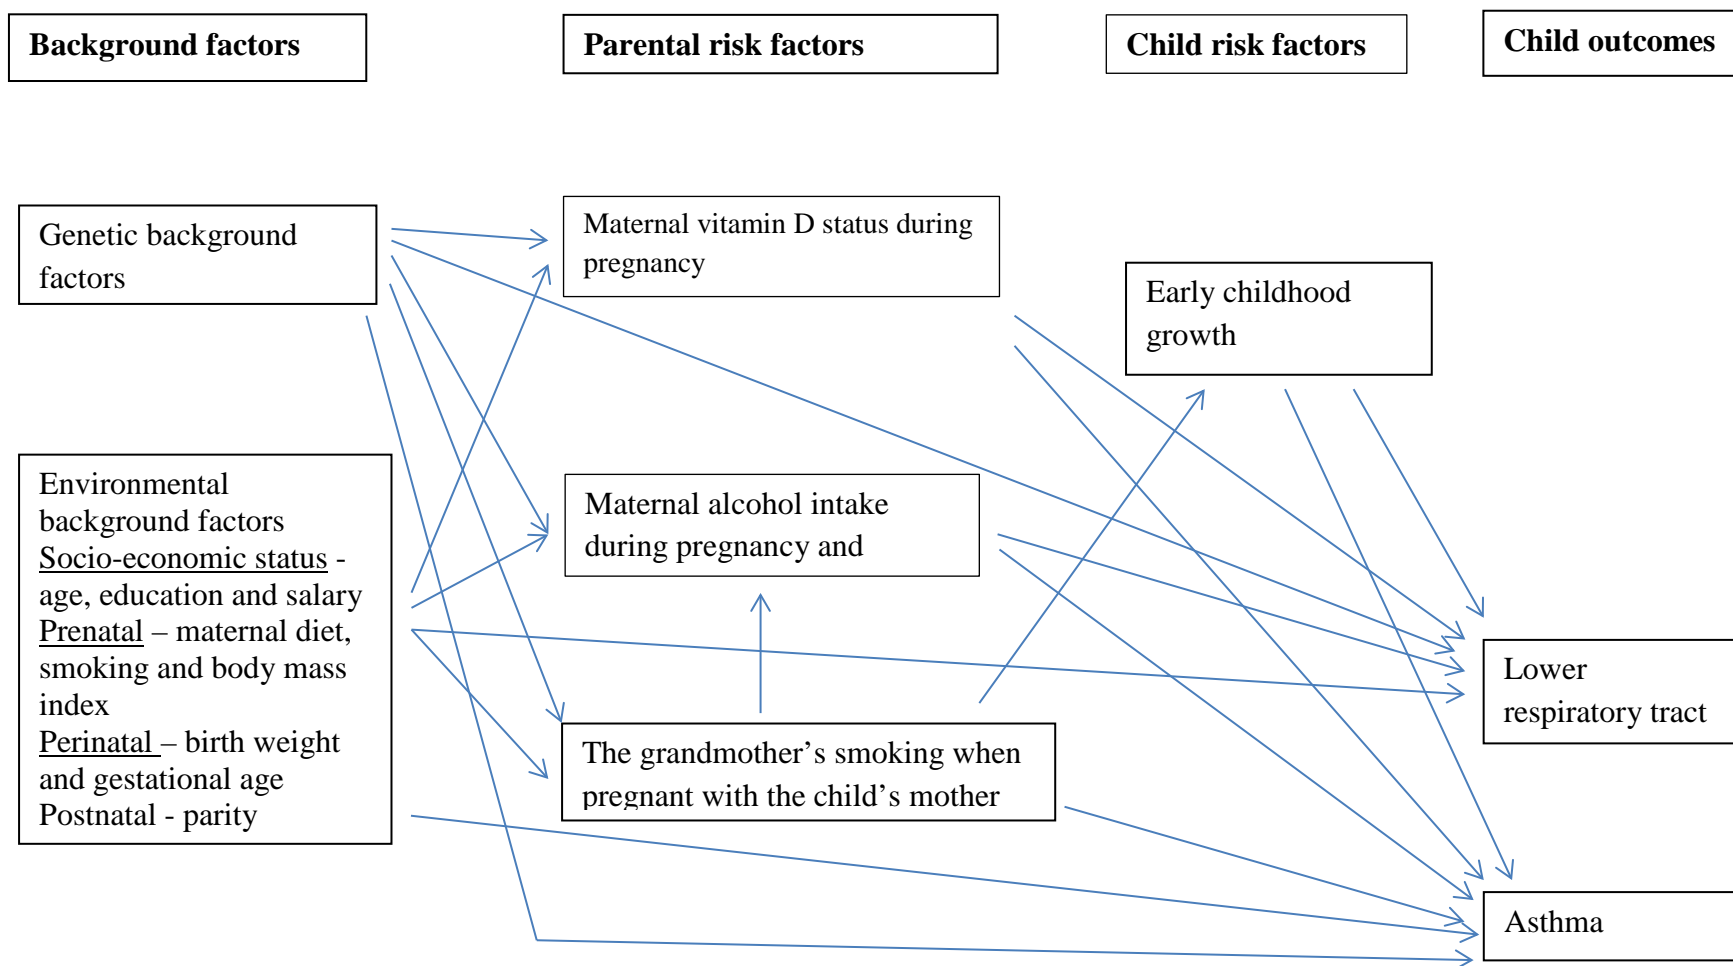 Background factors
Parental risk factors
Child risk factors
Child outcomes
Genetic background
factors
Maternal vitamin D status during
pregnancy
Early childhood
growth
Environmental
background factors
Socio-economic status -
age, education and salary
Prenatal – maternal diet,
smoking and body mass
index
Perinatal – birth weight
and gestational age
Postnatal - parity
Maternal alcohol intake
during pregnancy and
The grandmother’s smoking when
pregnant with the child’s mother
Lower
respiratory tract
Asthma